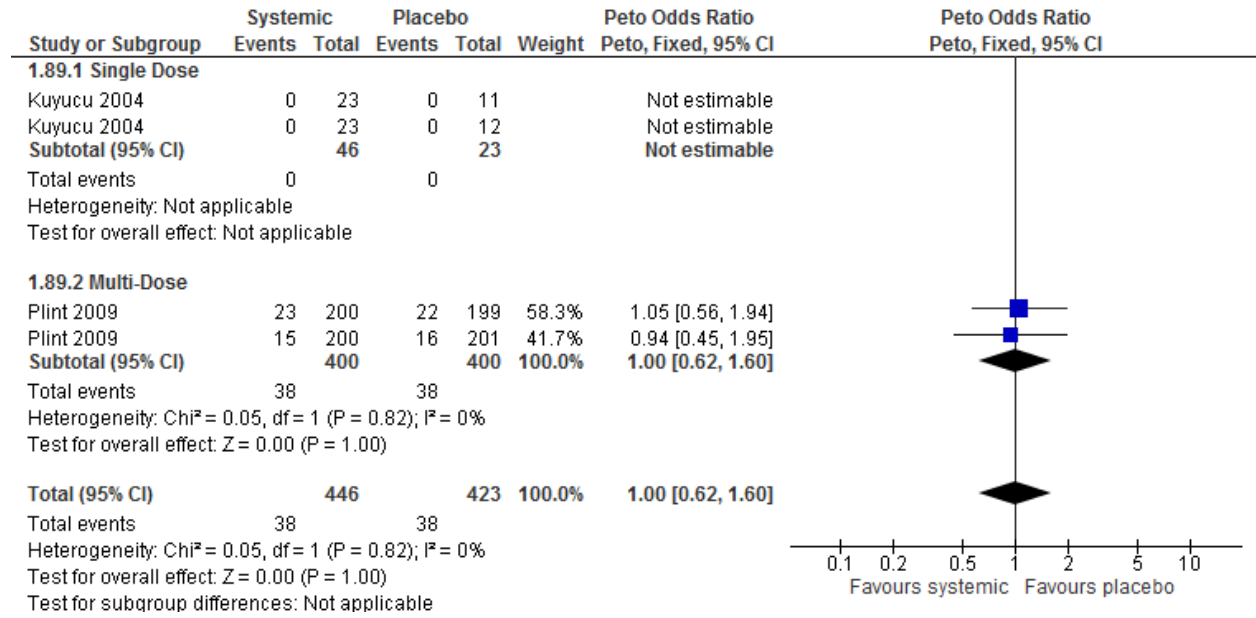 Systemic Placebo Peto Odds Ratio Peto Odds Ratio
Study or Subgroup Events Total Events Total Weight Peto, Fixed, 95% CI Peto, Fixed, 95% CI
1.89.1 Single Dose
Kuyucu 2004 0 23 0 11 Not estimable
Kuyucu 2004 0 23 0 12 Not estimable
Subtotal (95% CI) 46 23 Not estimable
Total events 0 0
Heterogeneity: Not applicable
Test for overall effect: Not applicable
1.89.2 Multi-Dose
Plint 2009 23 200 22 199 58.3% 1.05 [0.56, 1.94]
Plint 2009 15 200 16 201 41.7% 0.94 [0.45, 1.95]
Subtotal (95% CI) 400 400 100.0% 1.00 [0.62, 1.60]
Total events 38 38
Heterogeneity: Chi² = 0.05, df = 1 (P = 0.82); I² = 0%
Test for overall effect: Z = 0.00 (P = 1.00)
Total (95% CI) 446 423 100.0% 1.00 [0.62, 1.60]
Total events 38 38
Heterogeneity: Chi² = 0.05, df = 1 (P = 0.82); I² = 0%
Test for overall effect: Z = 0.00 (P = 1.00)
Test for subgroup differences: Not applicable
0.1 0.2 0.5 1 2 5 10
Favours systemic Favours placebo